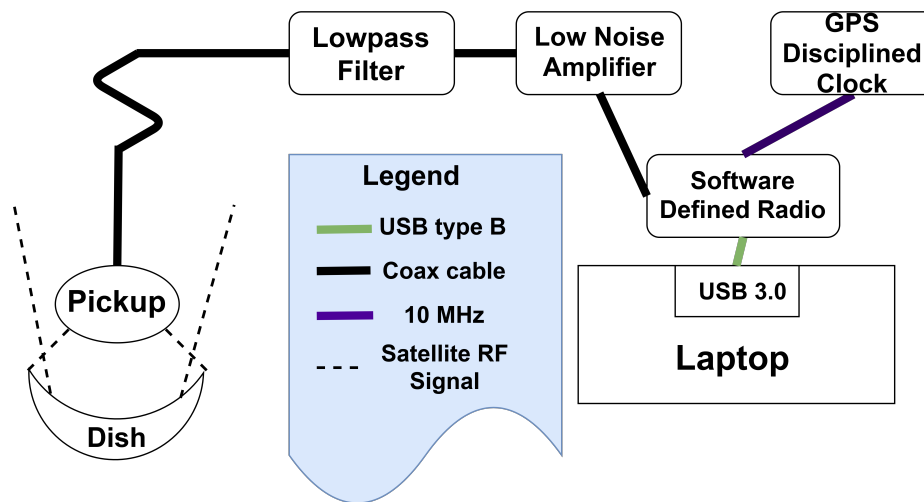 Lowpass
Filter
Low Noise
Amplifier
GPS
Disciplined
Clock
Software
Defined Radio
Legend
USB type B
Coax cable
10 MHz
Satellite RF
Signal
Pickup
Dish
USB 3.0
Laptop